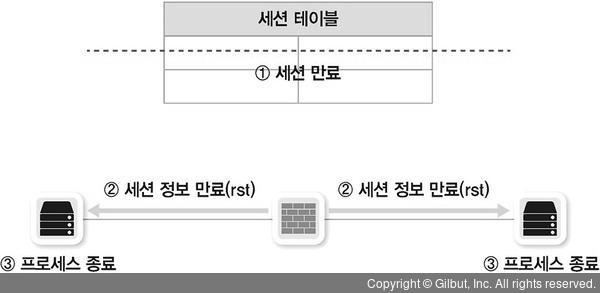 세션 테이블
① 세션 만료
② 세션 정보 만료(rst)
② 세션 정보 만료(rst)
③ 프로세스 종료
③ 프로세스 종료
Copyright © Gilbut, Inc. All rights reserved.